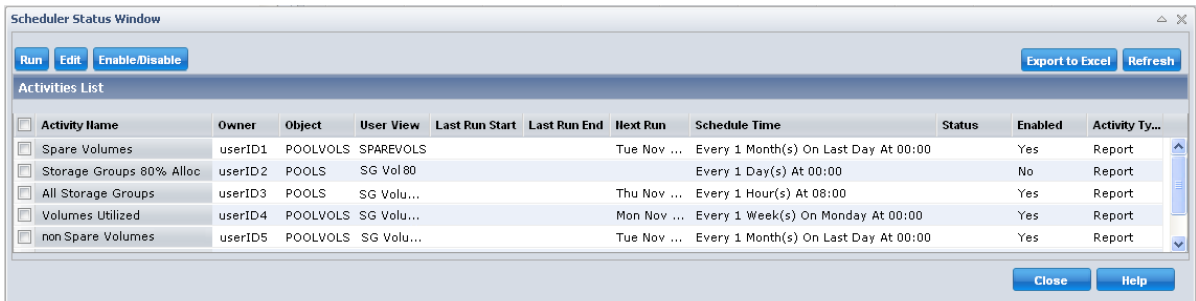 Scheduler Status Window
Run Edit Enable/Disable Export to Excel Refresh
Activities List
Activity Name Owner Object User View Last Run Start Last Run End Next Run Schedule Time Status Enabled Activity Ty...
Spare Volumes userID1 POOLVOLS SPAREVOLS Tue Nov ... Every 1 Month(s) On Last Day At 00:00 Yes Report
Storage Groups 80% Alloc userID2 POOLS SG Vol 80 Every 1 Day(s) At 00:00 No Report
All Storage Groups userID3 POOLS SG Volu... Thu Nov ... Every 1 Hour(s) At 08:00 Yes Report
Volumes Utilized userID4 POOLVOLS SG Volu... Mon Nov ... Every 1 Week(s) On Monday At 00:00 Yes Report
non Spare Volumes userID5 POOLVOLS SG Volu... Tue Nov ... Every 1 Month(s) On Last Day At 00:00 Yes Report
Close Help